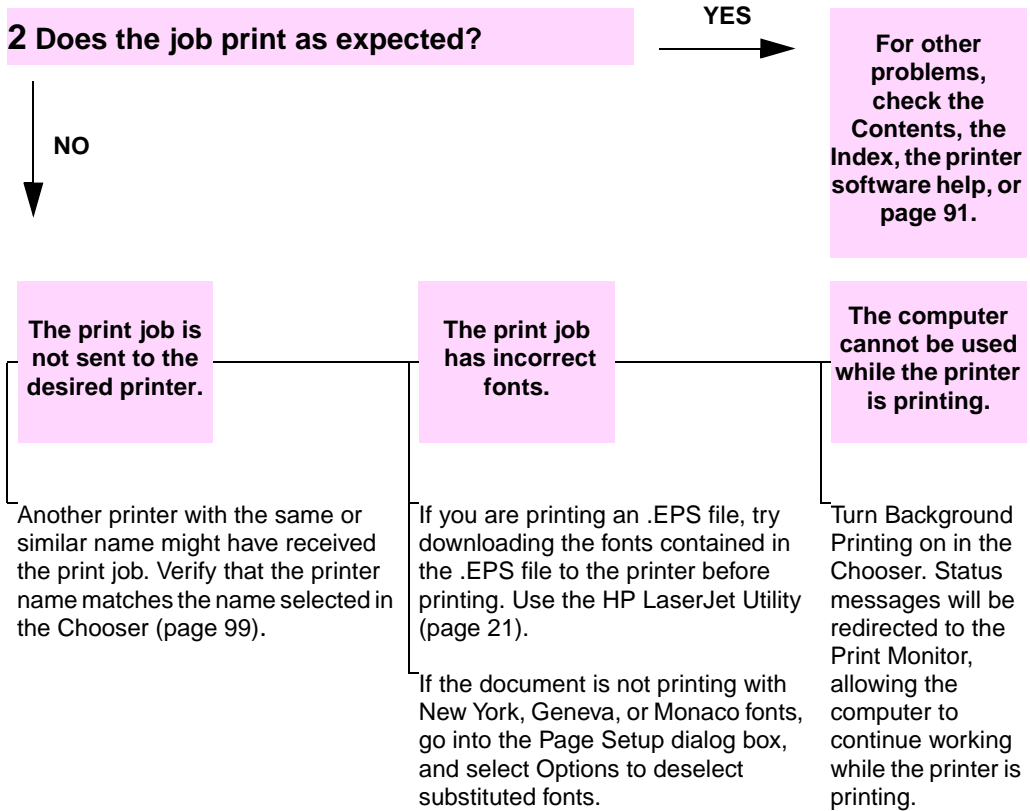 2 Does the job print as expected?
YES
For other
problems,
check the
Contents, the
Index, the printer
software help, or
page 91.
NO
The print job is
not sent to the
desired printer.
The print job
has incorrect
fonts.
The computer
cannot be used
while the printer
is printing.
Another printer with the same or
similar name might have received
the print job. Verify that the printer
name matches the name selected in
the Chooser (page 99).
If you are printing an .EPS file, try
downloading the fonts contained in
the .EPS file to the printer before
printing. Use the HP LaserJet Utility
(page 21).
If the document is not printing with
New York, Geneva, or Monaco fonts,
go into the Page Setup dialog box,
and select Options to deselect
substituted fonts.
Turn Background
Printing on in the
Chooser. Status
messages will be
redirected to the
Print Monitor,
allowing the
computer to
continue working
while the printer is
printing.